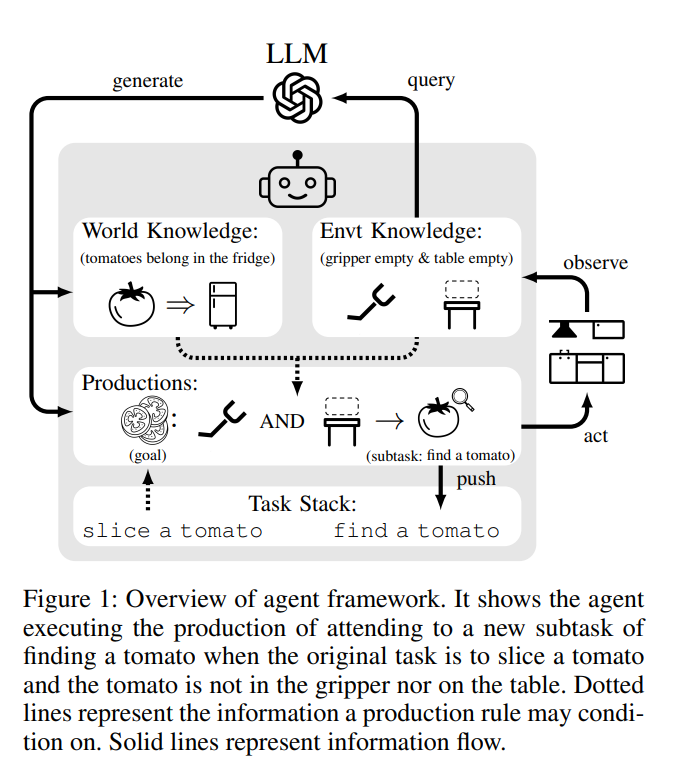 LLM
generate
query
World Knowledge:
(tomatoes belong in the fridge)
Envt Knowledge:
(gripper empty & table empty)
observe
Productions:
:
AND
(goal)
(subtask: find a tomato)
act
push
Task Stack:
slice a tomato
find a tomato
Figure 1: Overview of agent framework. It shows the agent
executing the production of attending to a new subtask of
finding a tomato when the original task is to slice a tomato
and the tomato is not in the gripper nor on the table. Dotted
lines represent the information a production rule may condi-
tion on. Solid lines represent information flow.